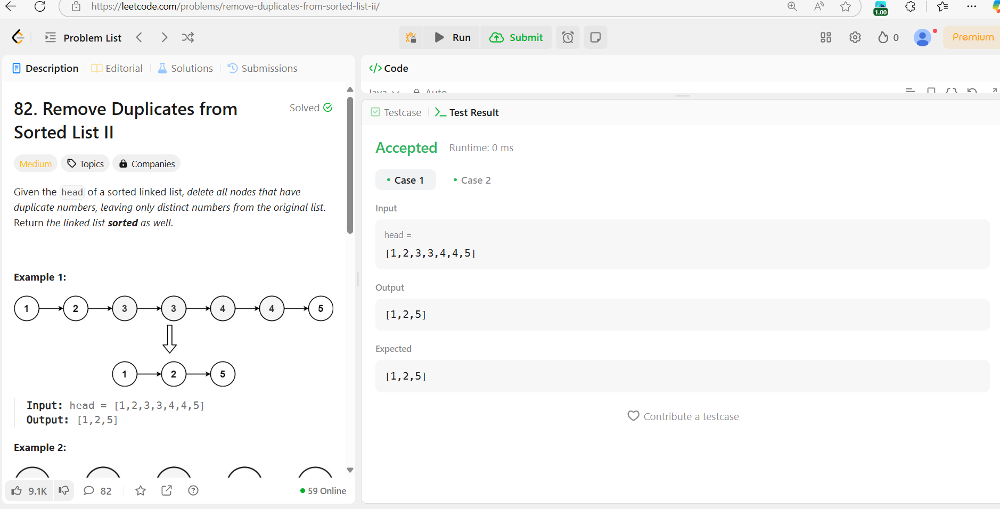 https://leetcode.com/problems/remove-duplicates-from-sorted-list-ii/
1.00
Problem List
Run
Submit
0
Premium
Description
Editorial
Solutions
Submissions
82. Remove Duplicates from
Sorted List II
Solved
Medium
Topics
Companies
Given the head of a sorted linked list, delete all nodes that have
duplicate numbers, leaving only distinct numbers from the original list.
Return the linked list sorted as well.
Example 1:
1 2 3 3 4 4 5
1 2 5
Input: head = [1,2,3,3,4,4,5]
Output: [1,2,5]
Example 2:
9.1K
82
59 Online
</> Code
Java
Auto
Testcase
Test Result
Accepted
Runtime: 0 ms
Case 1
Case 2
Input
head =
[1,2,3,3,4,4,5]
Output
[1,2,5]
Expected
[1,2,5]
Contribute a testcase